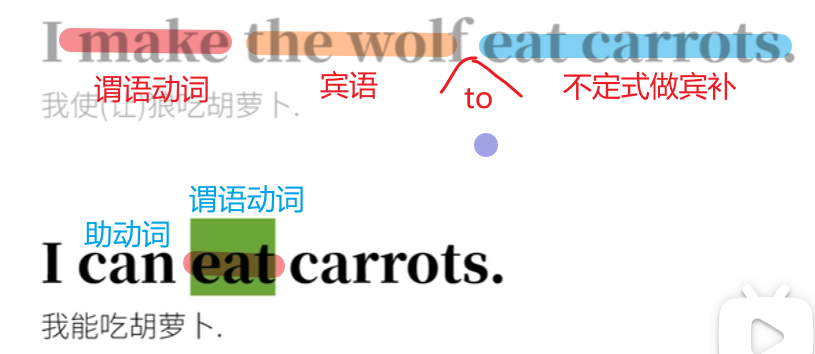 I make the wolf eat carrots.
谓语动词 宾语 to 不定式做宾补
我使(让)狼吃胡萝卜.
谓语动词
助动词
I can eat carrots.
我能吃胡萝卜.